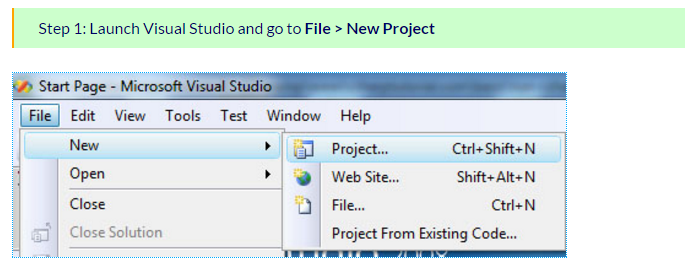 Step 1: Launch Visual Studio and go to File > New Project
Start Page - Microsoft Visual Studio
File Edit View Tools Test Window Help
New Project... Ctrl+Shift+N
Open Web Site... Shift+Alt+N
Close File... Ctrl+N
Close Solution Project From Existing Code...